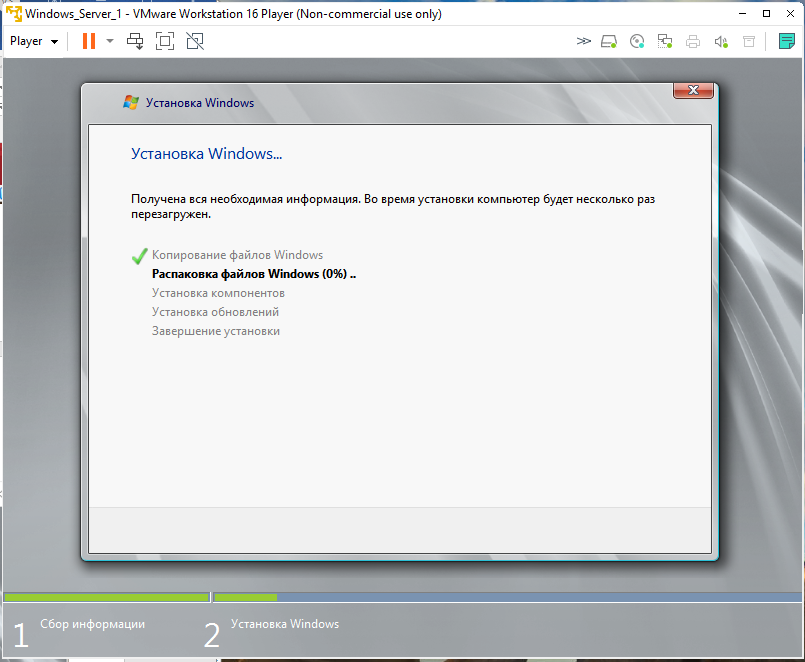 Windows_Server_1 - VMware Workstation 16 Player (Non-commercial use only)
Player
Установка Windows
Установка Windows...
Получена вся необходимая информация. Во время установки компьютер будет несколько раз
перезагружен.
Копирование файлов Windows
Распаковка файлов Windows (0%) ..
Установка компонентов
Установка обновлений
Завершение установки
1 Сбор информации
2 Установка Windows